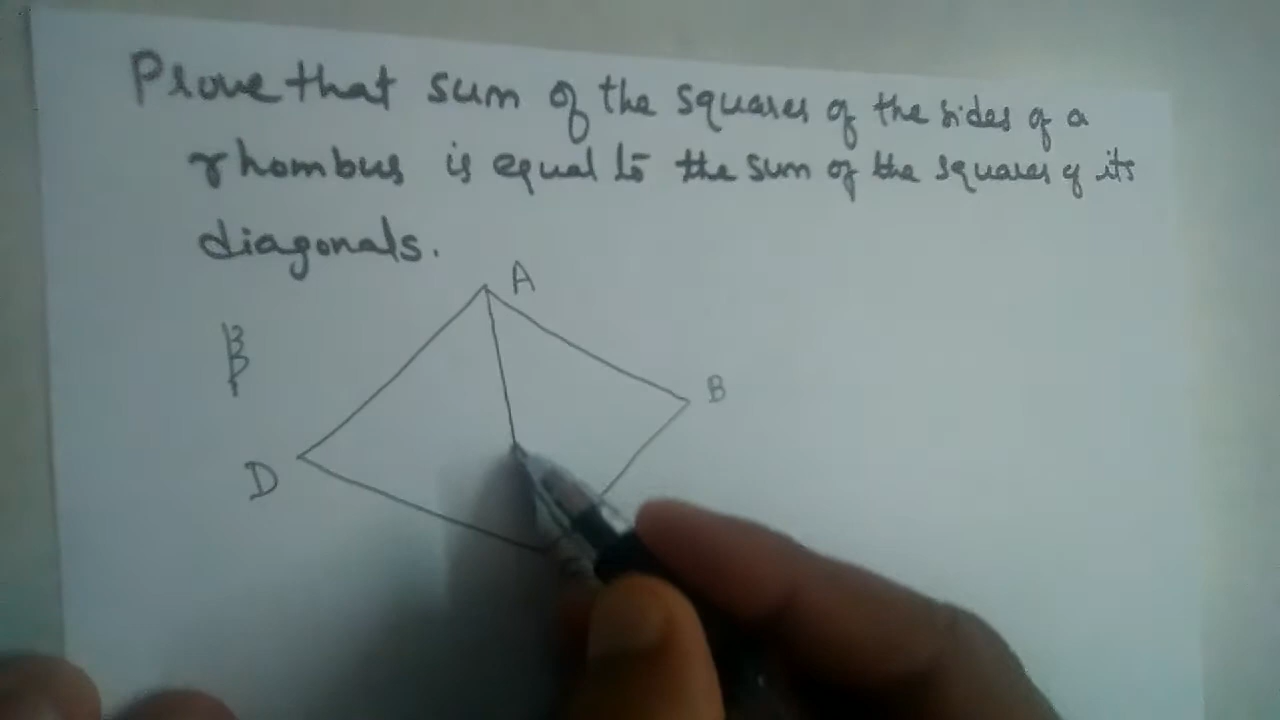 Prove that sum of the squares of the sides of a
rhombus is equal to the sum of the squares of its
diagonals.
A
B
D